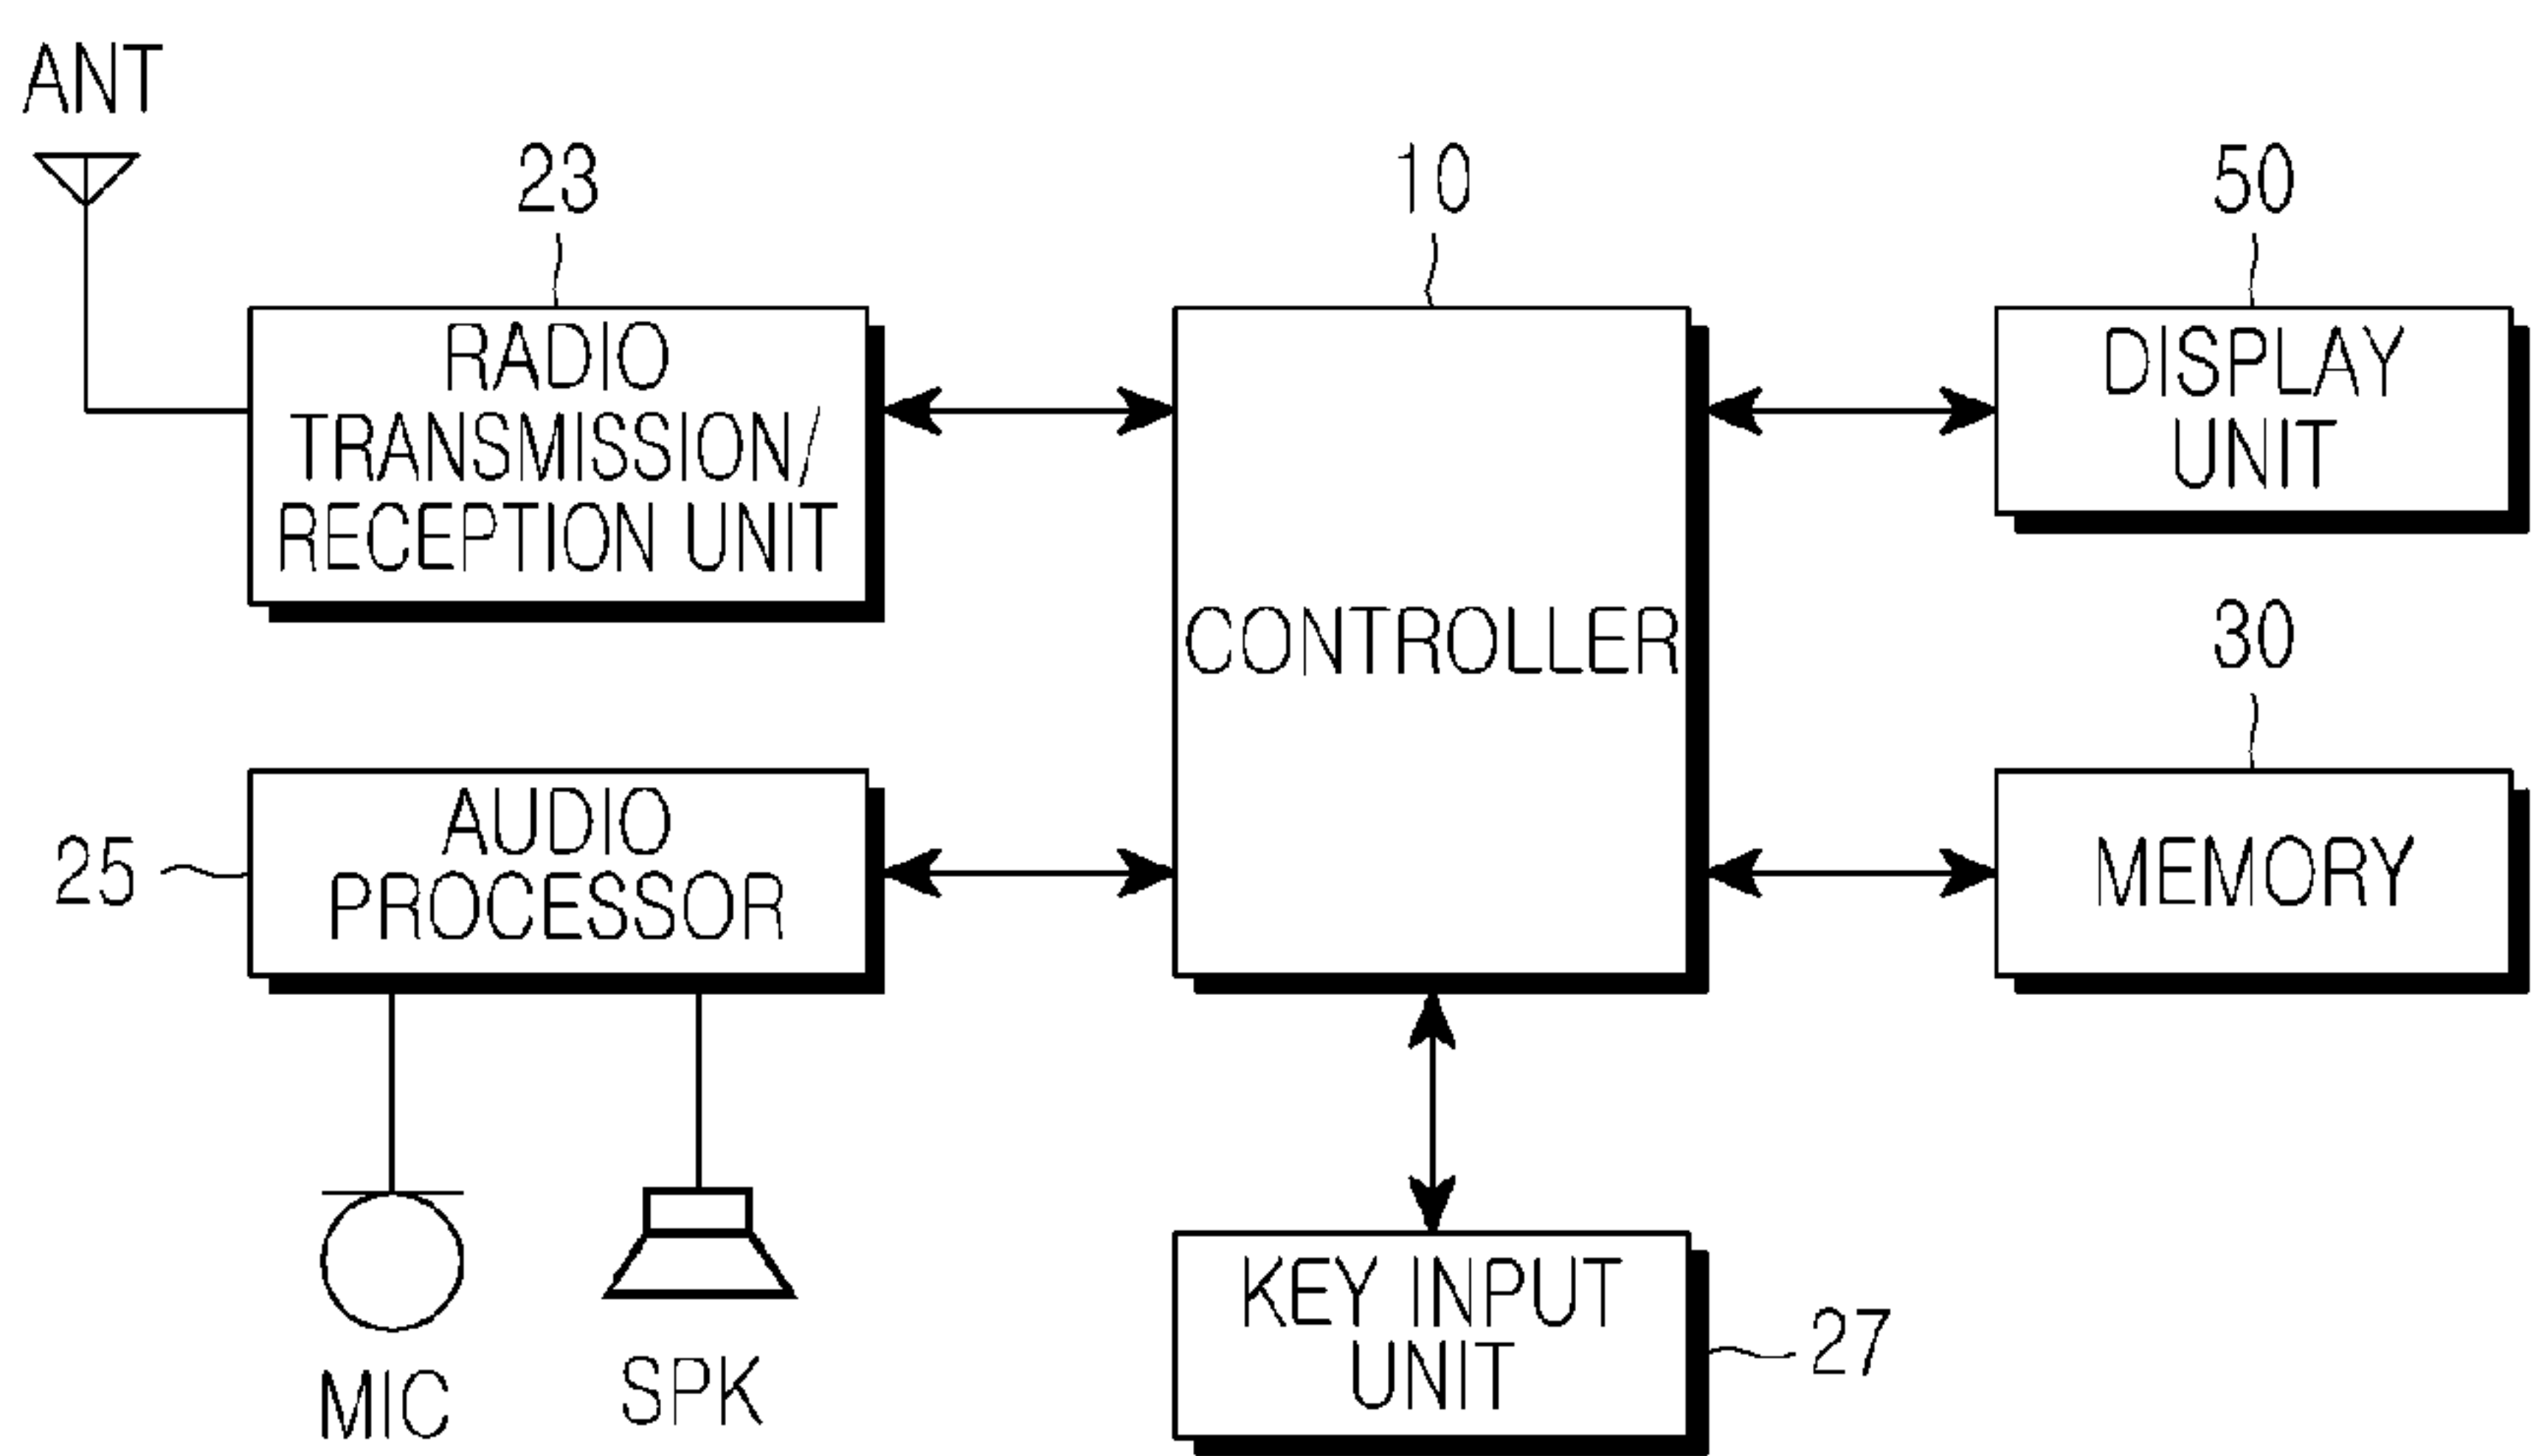 ANT
23
10
50
RADIO
TRANSMISSION/
RECEPTION UNIT
DISPLAY
UNIT
CONTROLLER
30
25
AUDIO
PROCESSOR
MEMORY
MIC
SPK
KEY INPUT
UNIT
27